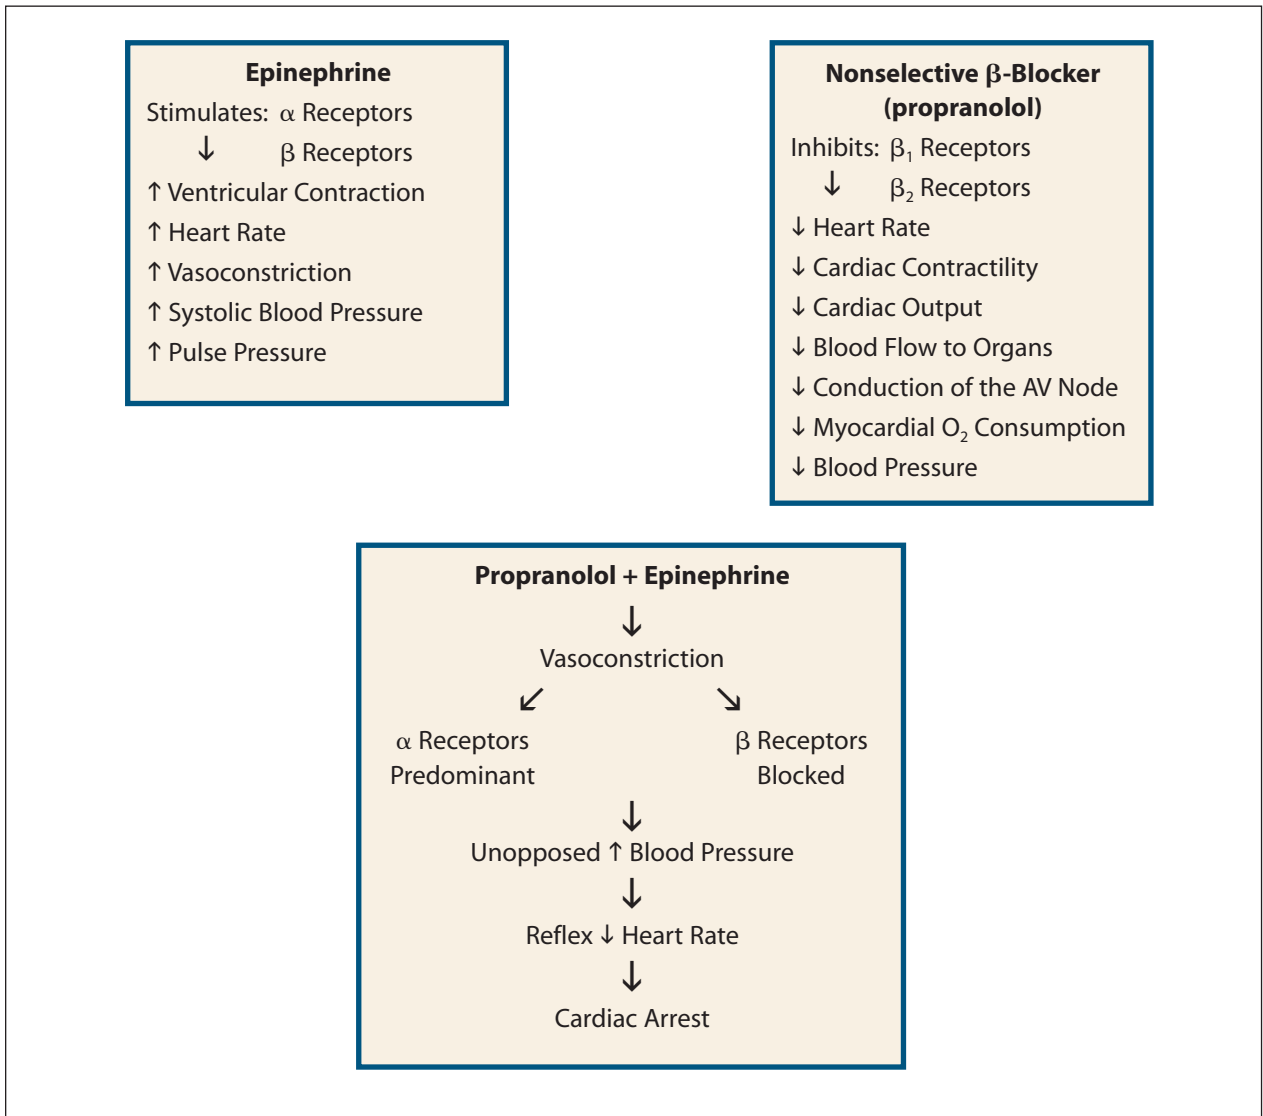 Epinephrine
Stimulates: α Receptors
↓ β Receptors
↑ Ventricular Contraction
↑ Heart Rate
↑ Vasoconstriction
↑ Systolic Blood Pressure
↑ Pulse Pressure
Nonselective β-Blocker
(propranolol)
Inhibits: β₁ Receptors
↓ β₂ Receptors
↓ Heart Rate
↓ Cardiac Contractility
↓ Cardiac Output
↓ Blood Flow to Organs
↓ Conduction of the AV Node
↓ Myocardial O₂ Consumption
↓ Blood Pressure
Propranolol + Epinephrine
↓
Vasoconstriction
↙ ↘
α Receptors β Receptors
Predominant Blocked
↓
Unopposed ↑ Blood Pressure
↓
Reflex ↓ Heart Rate
↓
Cardiac Arrest